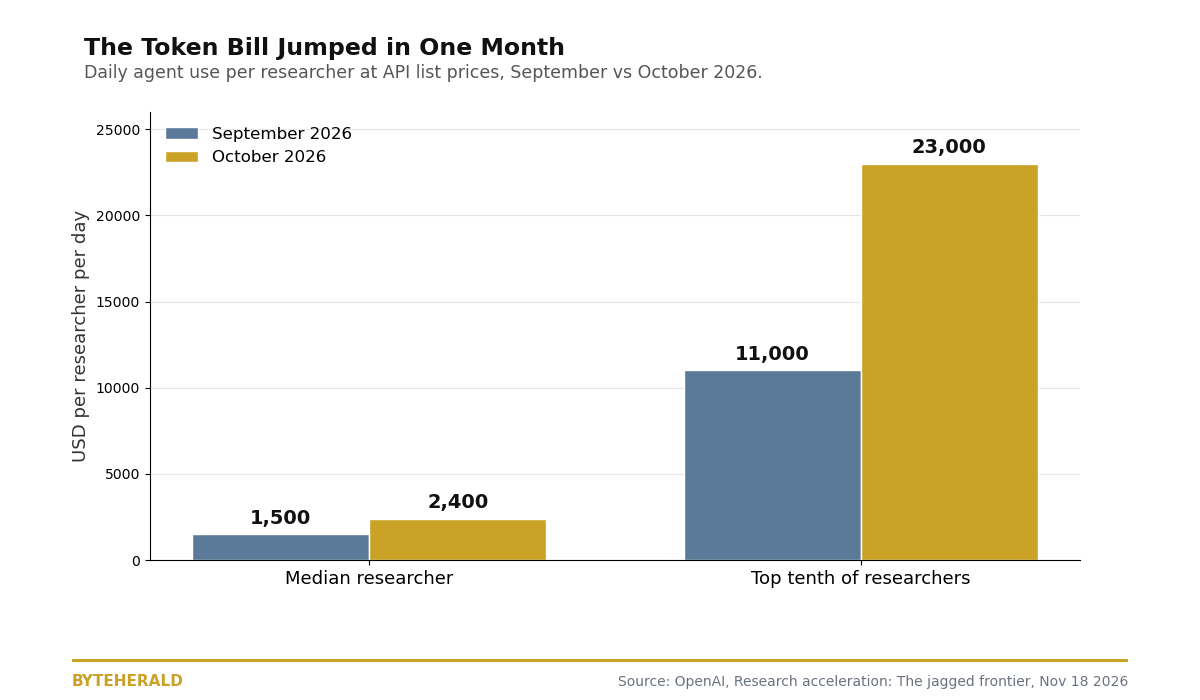 The Token Bill Jumped in One Month
Daily agent use per researcher at API list prices, September vs October 2026.
September 2026
October 2026
USD per researcher per day
25000
20000
15000
10000
5000
0
1,500
2,400
11,000
23,000
Median researcher
Top tenth of researchers
BYTEHERALD
Source: OpenAI, Research acceleration: The jagged frontier, Nov 18 2026